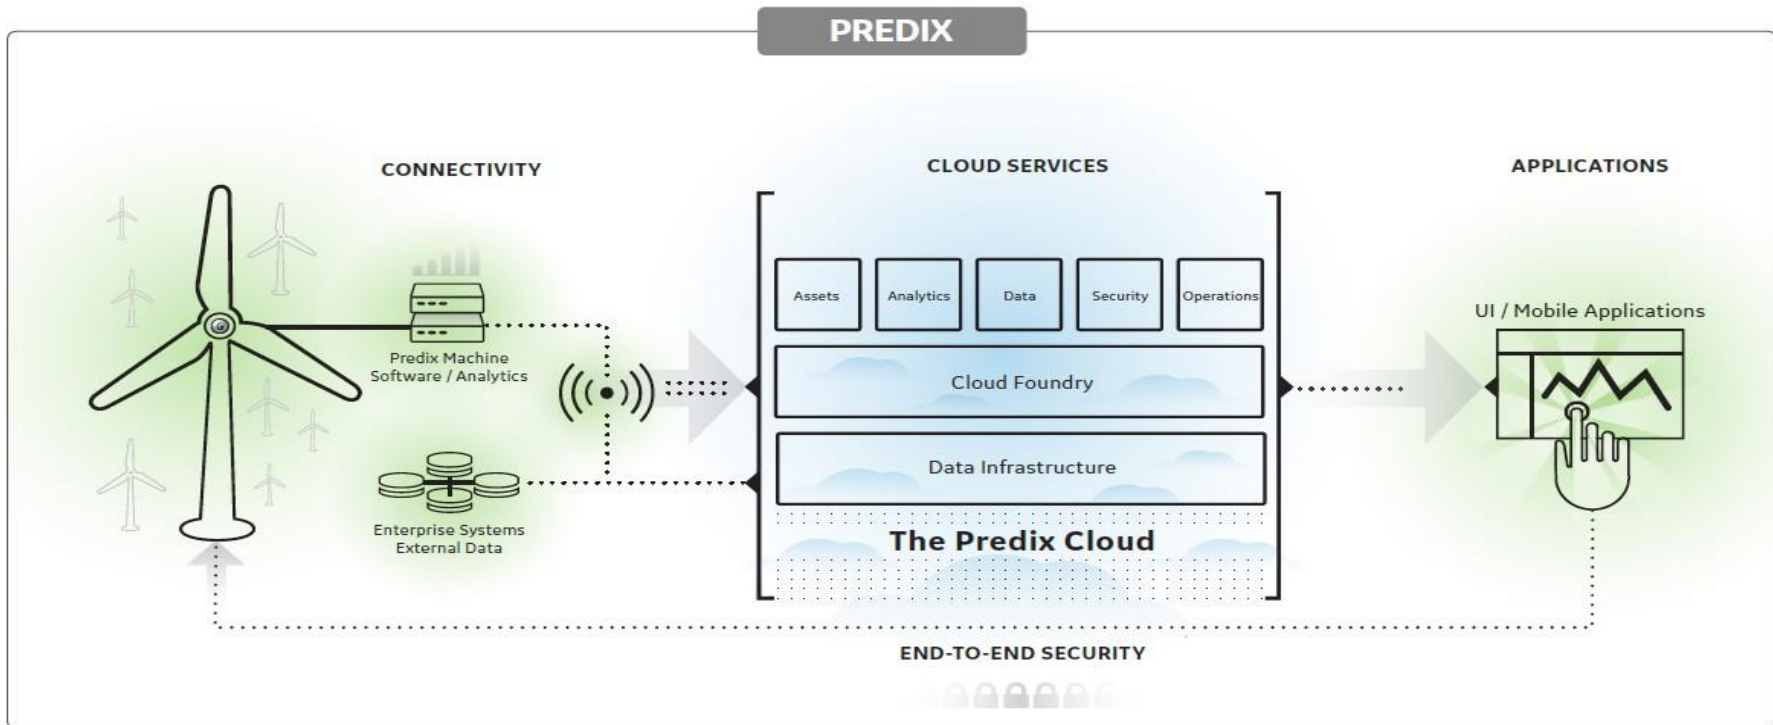 PREDIX
CONNECTIVITY
CLOUD SERVICES
APPLICATIONS
Assets
Analytics
Data
Security
Operations
UI / Mobile Applications
Predix Machine
Software / Analytics
Cloud Foundry
Data Infrastructure
Enterprise Systems
External Data
The Predix Cloud
END-TO-END SECURITY